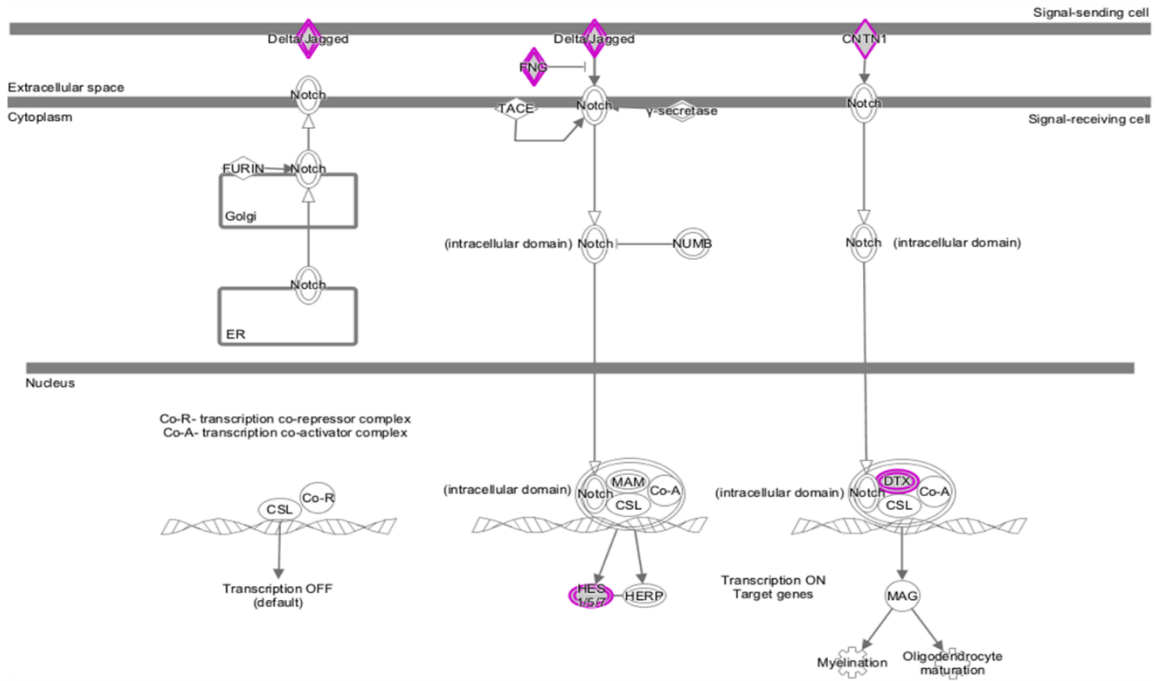 Signal-sending cell
Delta/Jagged
Delta/Jagged
CNTN1
FNG
Extracellular space
Notch
Notch
Notch
TACE
γ-secretase
Cytoplasm
Signal-receiving cell
FURIN
Notch
Golgi
(intracellular domain)
Notch
NUMB
Notch
(intracellular domain)
Notch
ER
Nucleus
Co-R- transcription co-repressor complex
Co-A- transcription co-activator complex
(intracellular domain)
Notch
MAM
Co-A
CSL
(intracellular domain)
Notch
DTX
Co-A
CSL
CSL
Co-R
Transcription OFF
(default)
HES
1/5/7
HERP
Transcription ON
Target genes
MAG
Myelination
Oligodendrocyte
maturation